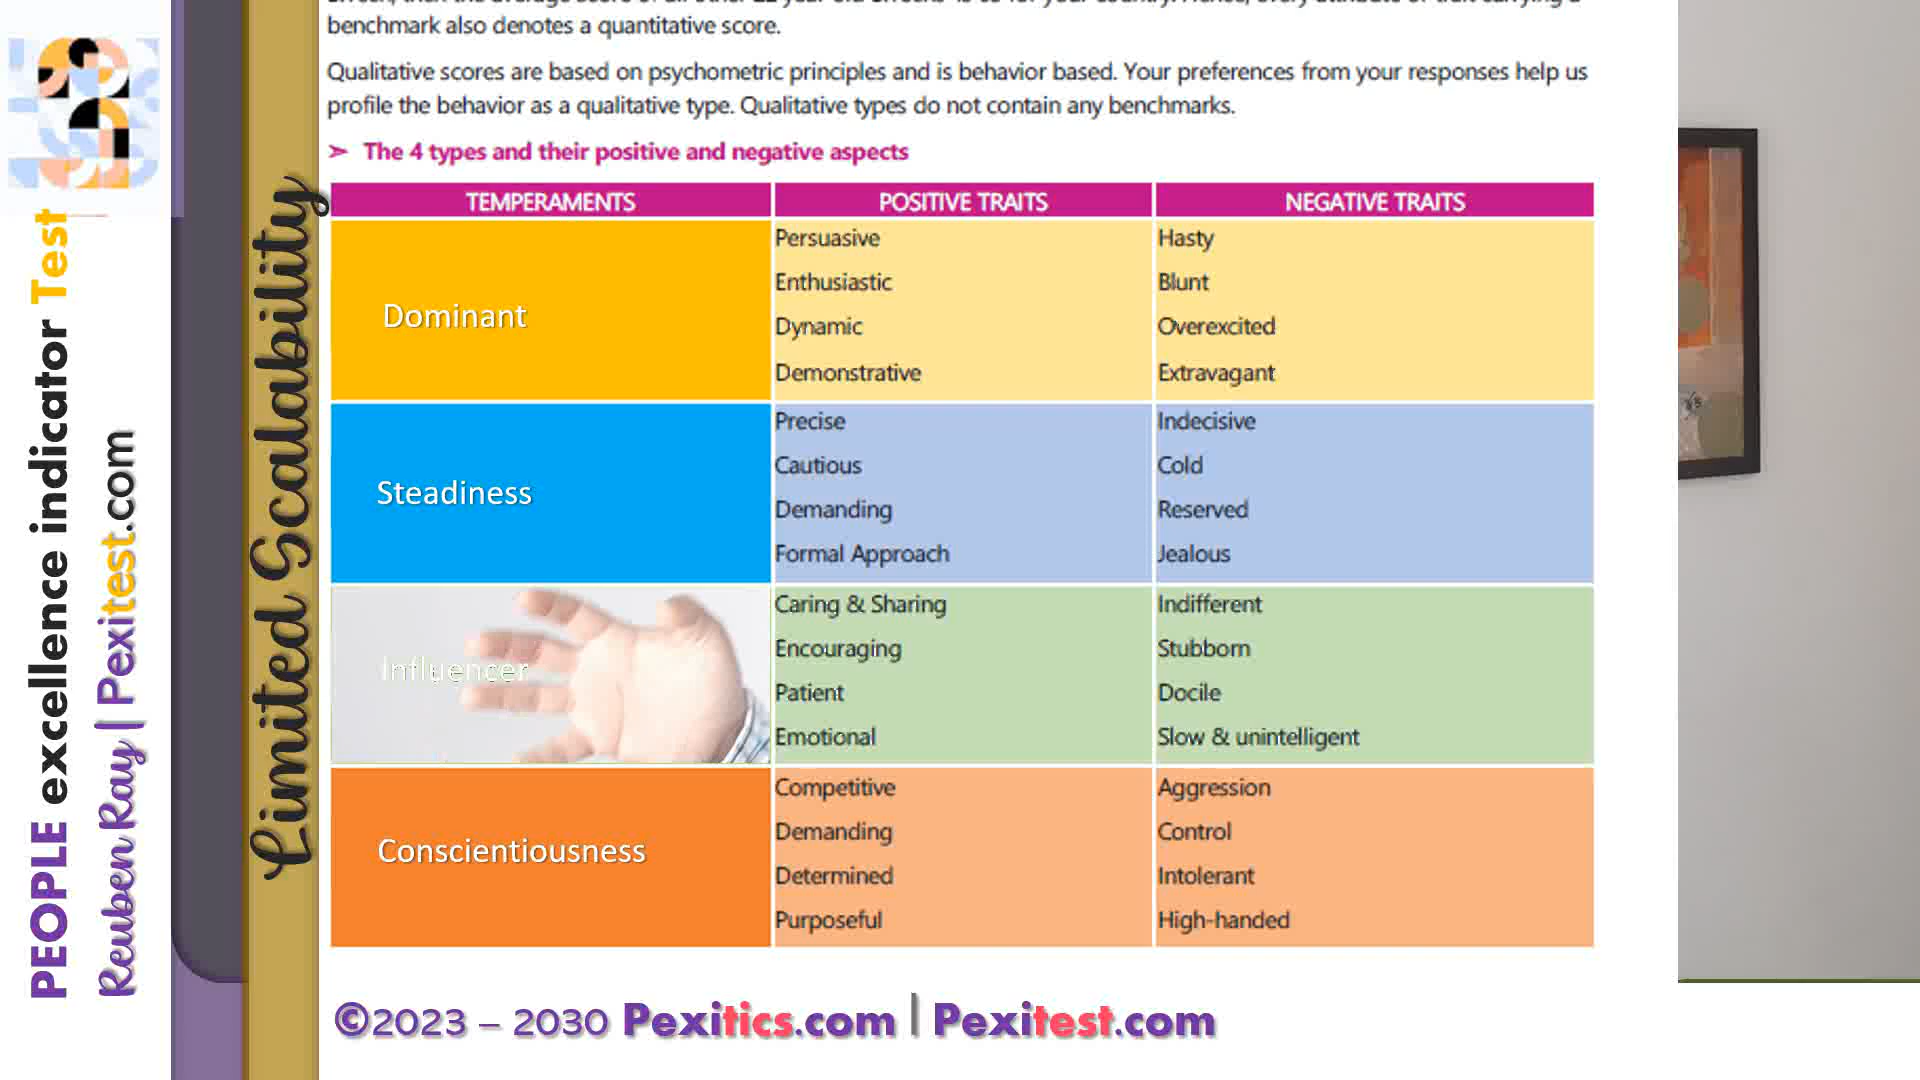 benchmark also denotes a quantitative score.
Qualitative scores are based on psychometric principles and is behavior based. Your preferences from your responses help us
profile the behavior as a qualitative type. Qualitative types do not contain any benchmarks.
➢ The 4 types and their positive and negative aspects
TEMPERAMENTS POSITIVE TRAITS NEGATIVE TRAITS
Dominant
Persuasive Hasty
Enthusiastic Blunt
Dynamic Overexcited
Demonstrative Extravagant
Steadiness
Precise Indecisive
Cautious Cold
Demanding Reserved
Formal Approach Jealous
Influencer
Caring & Sharing Indifferent
Encouraging Stubborn
Patient Docile
Emotional Slow & unintelligent
Conscientiousness
Competitive Aggression
Demanding Control
Determined Intolerant
Purposeful High-handed
©2023 – 2030 Pexitics.com | Pexitest.com
PEOPLE excellence indicator Test
Reuben Ray | Pexitest.com
Limited Scalability